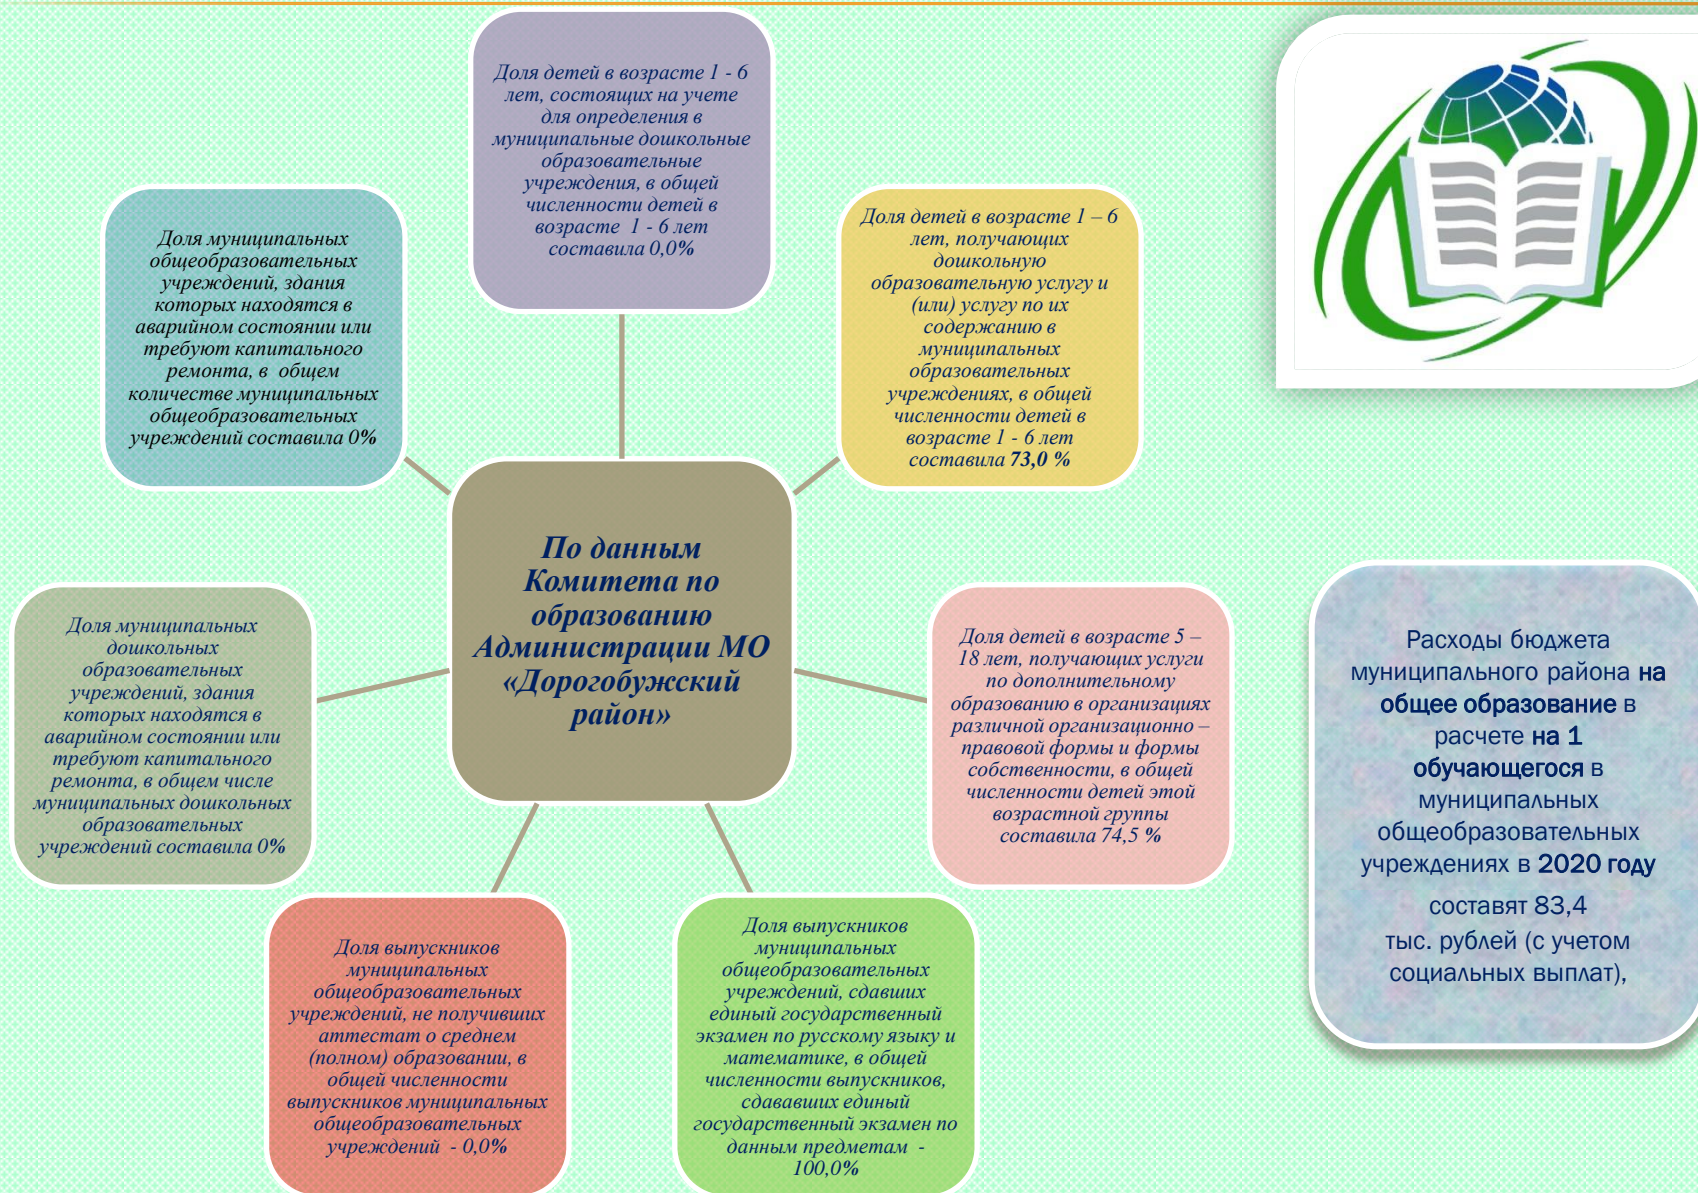 Доля детей в возрасте 1 - 6
лет, состоящих на учете
для определения в
муниципальные дошкольные
образовательные
учреждения, в общей
численности детей в
возрасте 1 - 6 лет
составила 0,0%
Доля детей в возрасте 1 – 6
лет, получающих
дошкольную
образовательную услугу и
(или) услугу по их
содержанию в
муниципальных
образовательных
учреждениях, в общей
численности детей в
возрасте 1 - 6 лет
составила 73,0 %
Доля детей в возрасте 5 –
18 лет, получающих услуги
по дополнительному
образованию в организациях
различной организационно –
правовой формы и формы
собственности, в общей
численности детей этой
возрастной группы
составила 74,5 %
Доля выпускников
муниципальных
общеобразовательных
учреждений, сдавших
единый государственный
экзамен по русскому языку и
математике, в общей
численности выпускников,
сдававших единый
государственный экзамен по
данным предметам -
100,0%
Доля выпускников
муниципальных
общеобразовательных
учреждений, не получивших
аттестат о среднем
(полном) образовании, в
общей численности
выпускников муниципальных
общеобразовательных
учреждений - 0,0%
Доля муниципальных
дошкольных
образовательных
учреждений, здания
которых находятся в
аварийном состоянии или
требуют капитального
ремонта, в общем числе
муниципальных дошкольных
образовательных
учреждений составила 0%
Доля муниципальных
общеобразовательных
учреждений, здания
которых находятся в
аварийном состоянии или
требуют капитального
ремонта, в общем
количестве муниципальных
общеобразовательных
учреждений составила 0%
По данным
Комитета по
образованию
Администрации МО
«Дорогобужский
район»
Расходы бюджета
муниципального района на
общее образование в
расчете на 1
обучающегося в
муниципальных
общеобразовательных
учреждениях в 2020 году
составят 83,4
тыс. рублей (с учетом
социальных выплат),